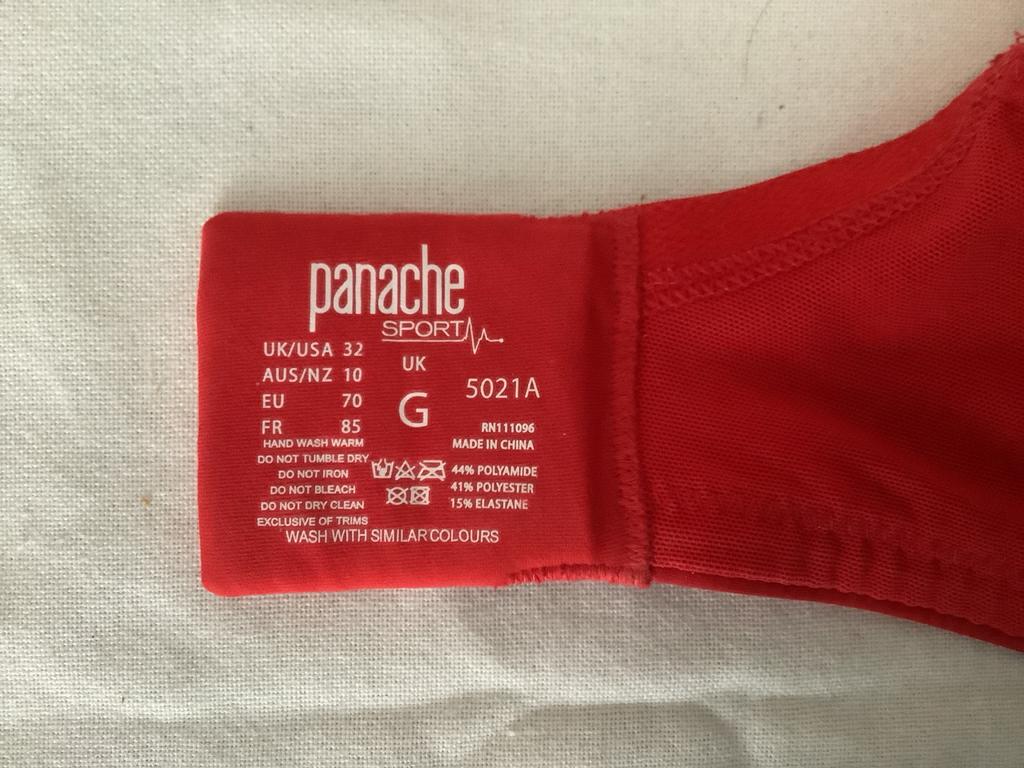 panache
SPORT
UK/USA 32
AUS/NZ 10
EU 70
FR 85
UK
G
5021A
RN111096
MADE IN CHINA
HAND WASH WARM
DO NOT TUMBLE DRY
DO NOT IRON
DO NOT BLEACH
DO NOT DRY CLEAN
EXCLUSIVE OF TRIMS
44% POLYAMIDE
41% POLYESTER
15% ELASTANE
WASH WITH SIMILAR COLOURS